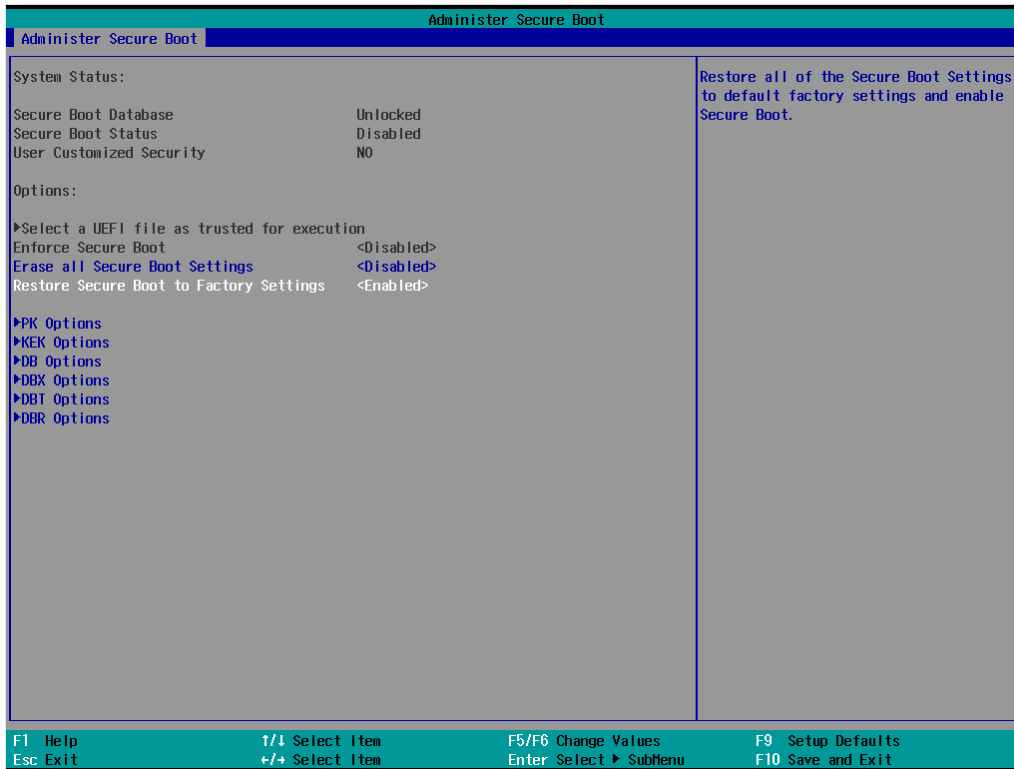 Administer Secure Boot
Administer Secure Boot
System Status:
Secure Boot Database Unlocked
Secure Boot Status Disabled
User Customized Security NO
Options:
▶Select a UEFI file as trusted for execution
Enforce Secure Boot <Disabled>
Erase all Secure Boot Settings <Disabled>
Restore Secure Boot to Factory Settings <Enabled>
▶PK Options
▶KEK Options
▶DB Options
▶DBX Options
▶DBT Options
▶DBR Options
Restore all of the Secure Boot Settings
to default factory settings and enable
Secure Boot.
F1 Help ↑/↓ Select Item F5/F6 Change Values F9 Setup Defaults
Esc Exit ←/→ Select Item Enter Select ▶ SubMenu F10 Save and Exit